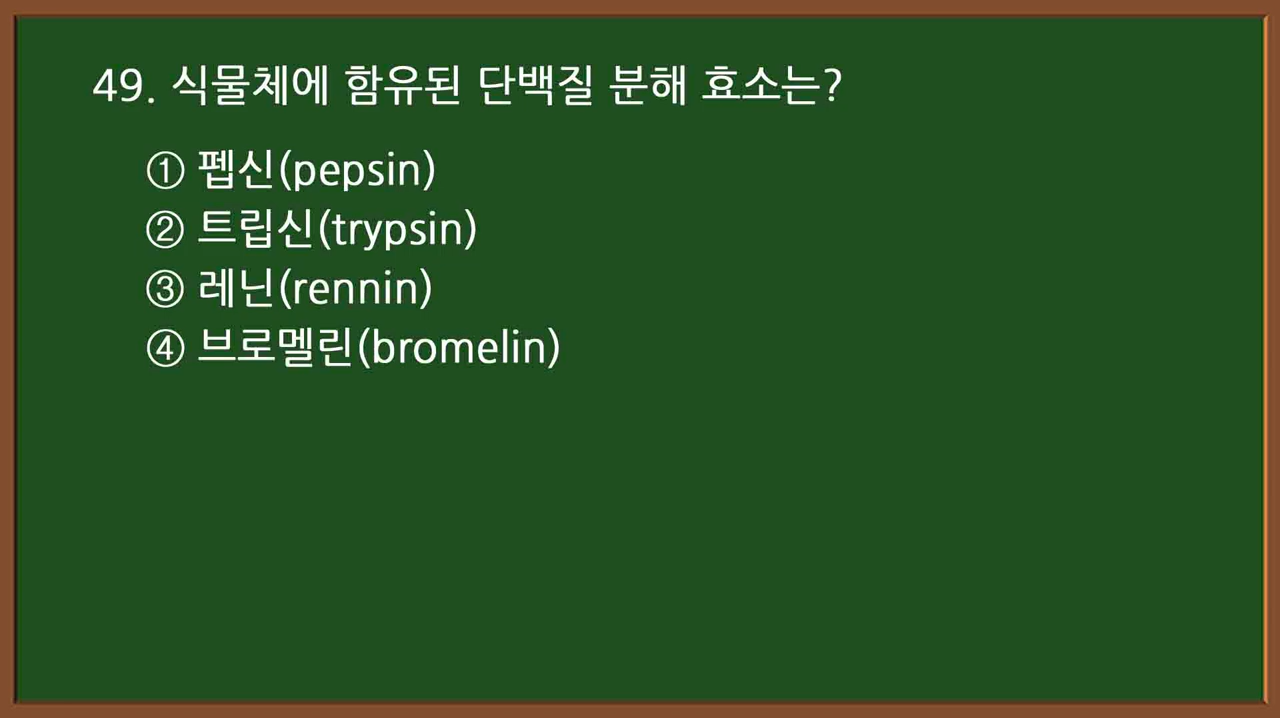 49. 식물체에 함유된 단백질 분해 효소는?
① 펩신(pepsin)
② 트립신(trypsin)
③ 레닌(rennin)
④ 브로멜린(bromelin)